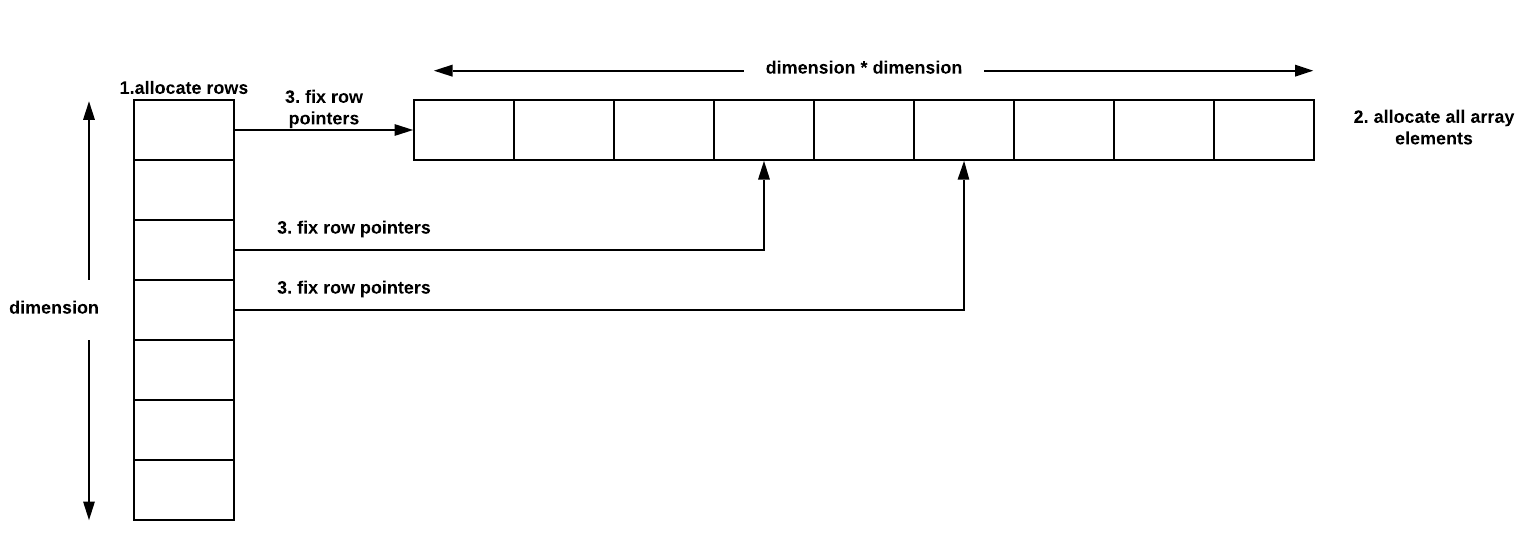 dimension * dimension
1.allocate rows
3. fix row
pointers
2. allocate all array
elements
3. fix row pointers
3. fix row pointers
dimension